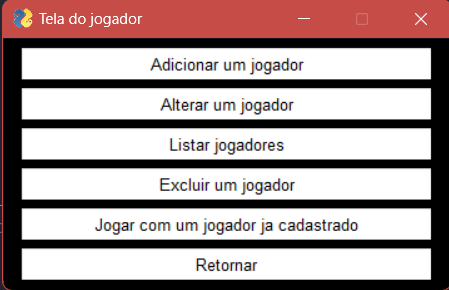 Tela do jogador
Adicionar um jogador
Alterar um jogador
Listar jogadores
Excluir um jogador
Jogar com um jogador ja cadastrado
Retornar